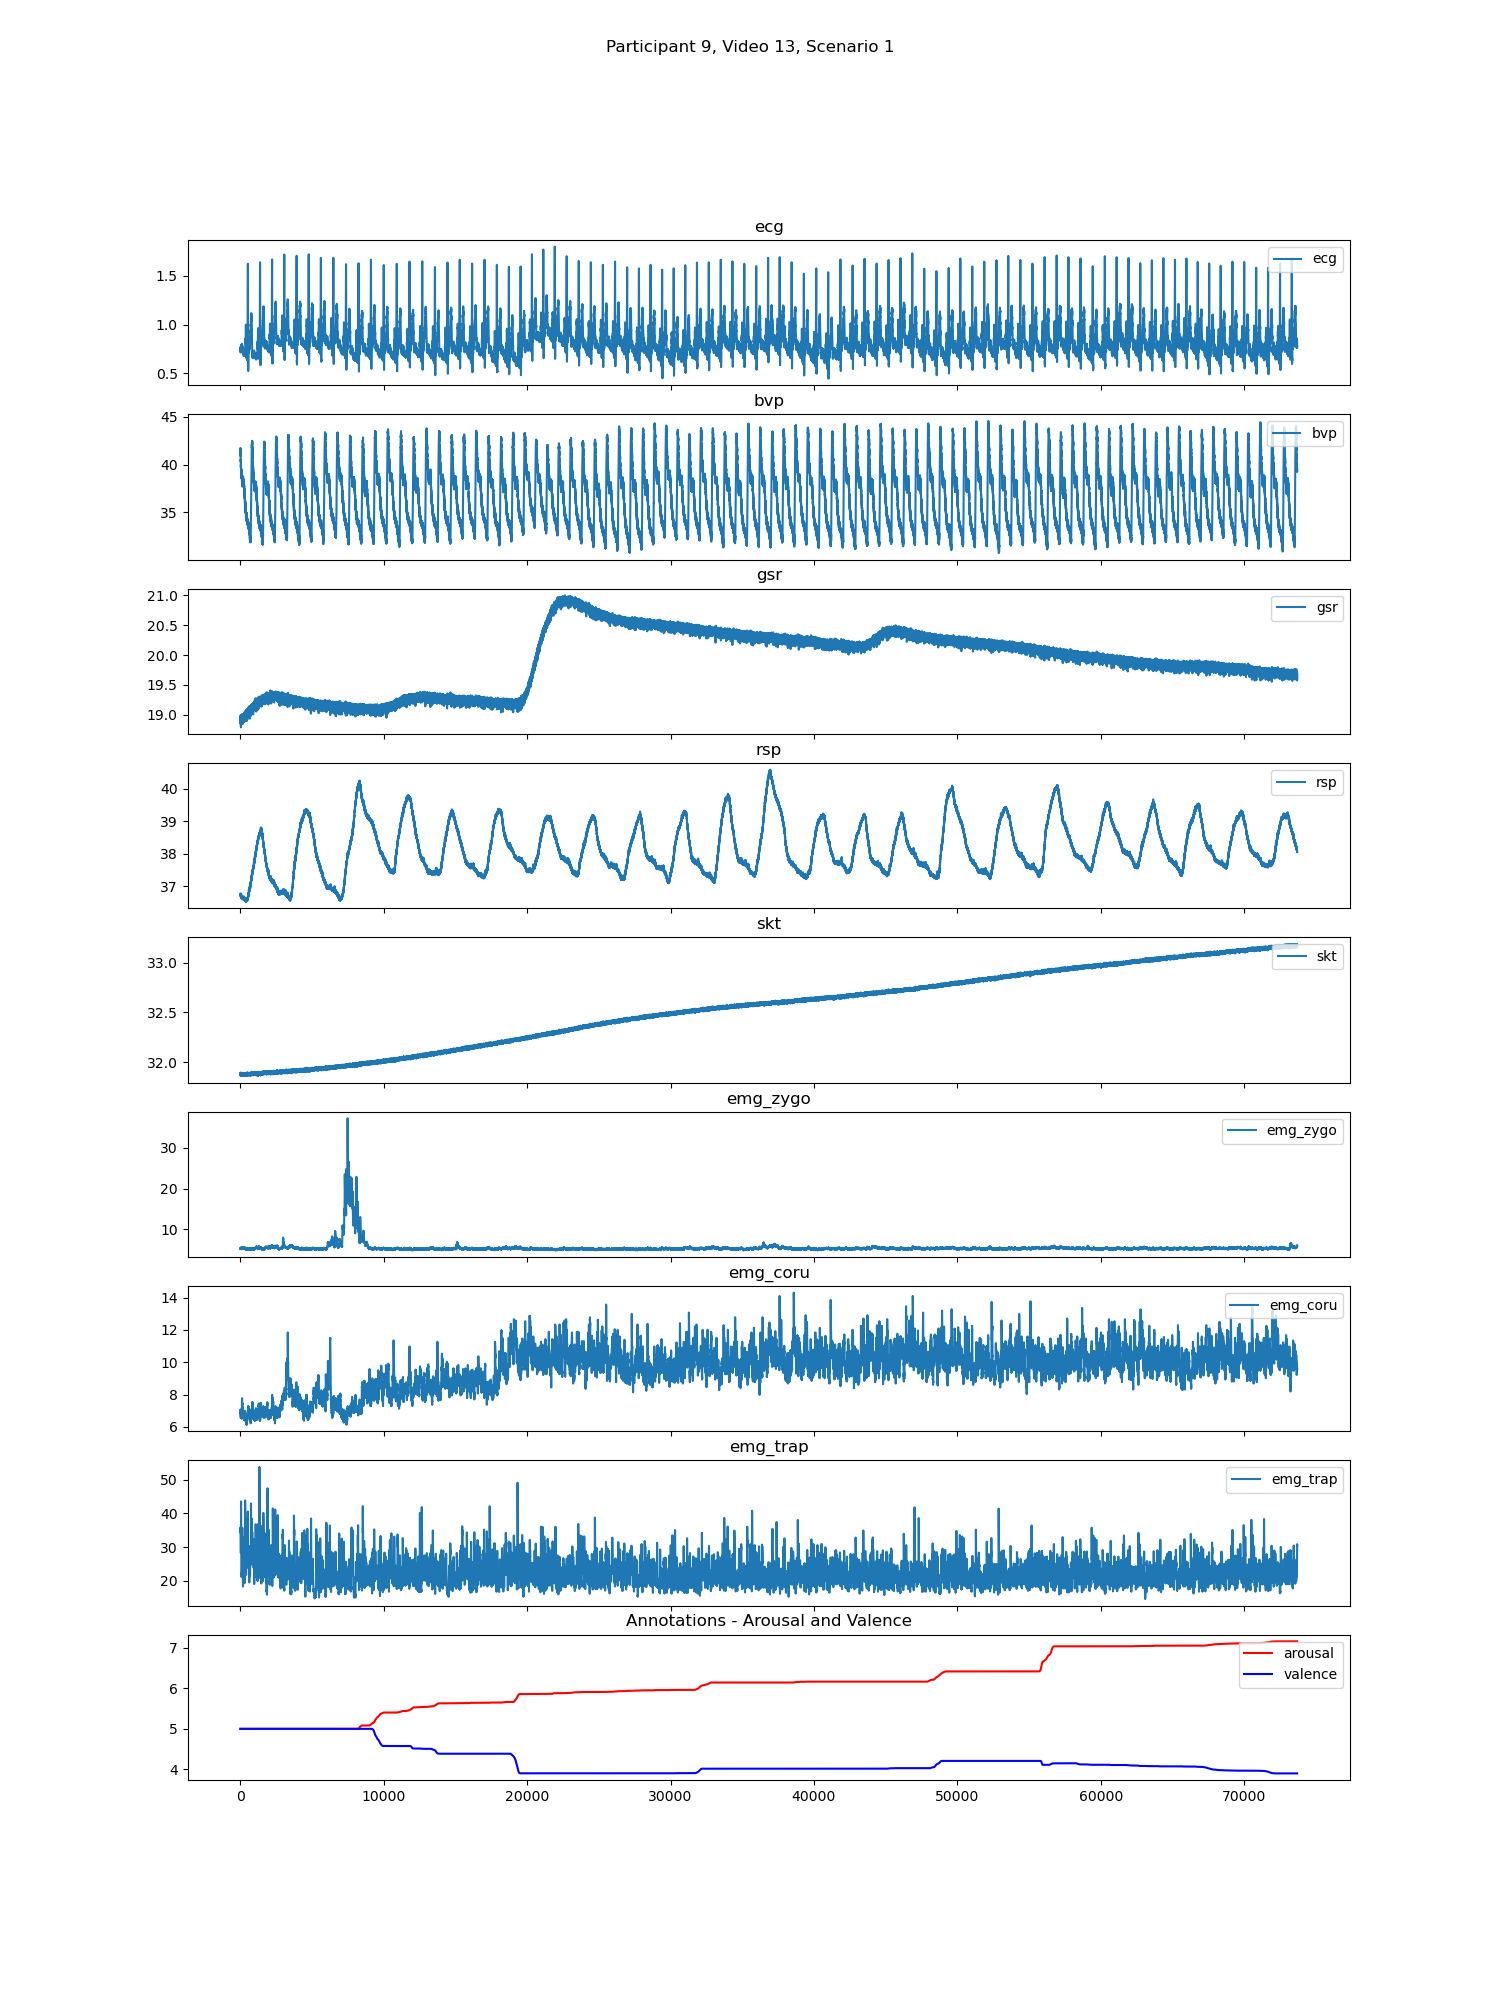 Participant 9, Video 13, Scenario 1
ecg
1.5
1.0
0.5
ecg
bvp
45
40
35
bvp
gsr
21.0
20.5
20.0
19.5
19.0
gsr
rsp
40
39
38
37
rsp
skt
33.0
32.5
32.0
skt
emg_zygo
30
20
10
emg_zygo
emg_coru
14
12
10
8
6
emg_coru
emg_trap
50
40
30
20
emg_trap
Annotations - Arousal and Valence
7
6
5
4
arousal
valence
0 10000 20000 30000 40000 50000 60000 70000